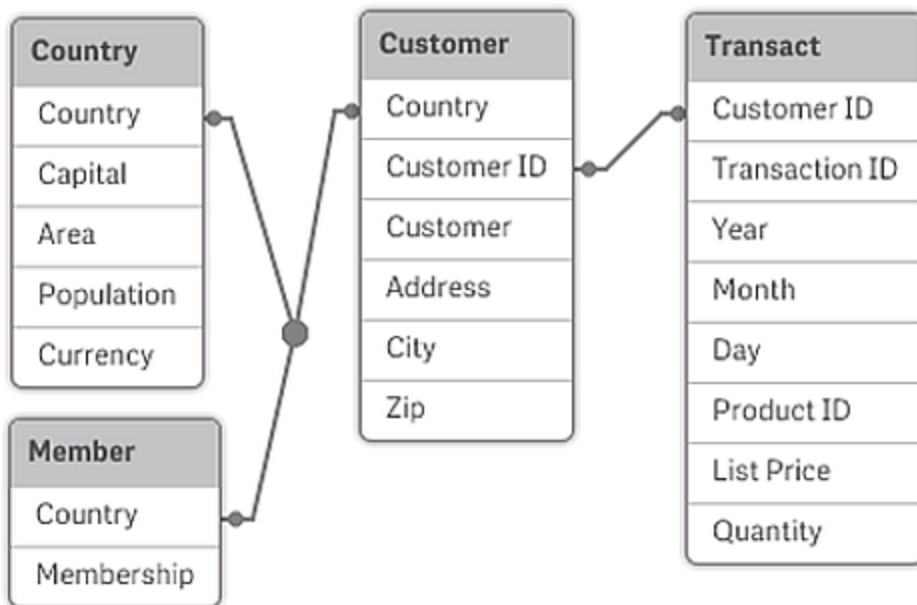 Country
Country
Capital
Area
Population
Currency
Member
Country
Membership
Customer
Country
Customer ID
Customer
Address
City
Zip
Transact
Customer ID
Transaction ID
Year
Month
Day
Product ID
List Price
Quantity